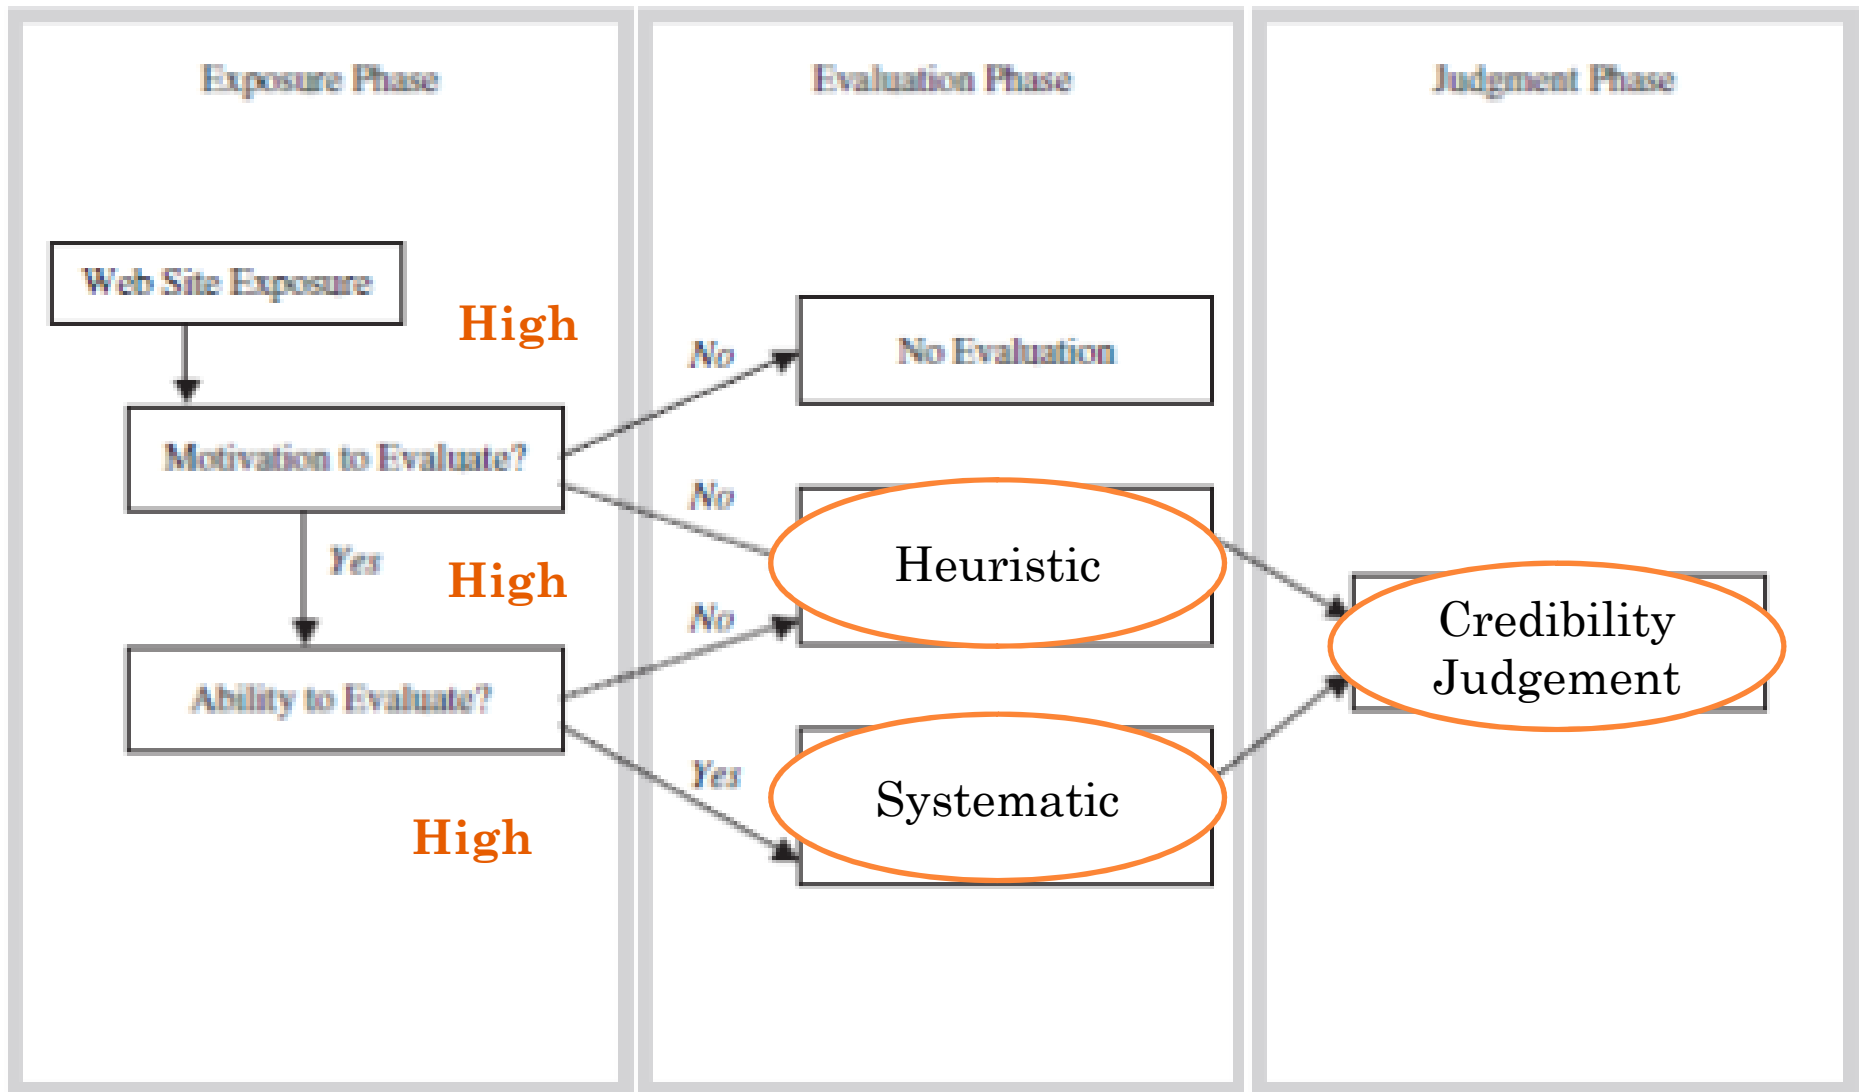 Exposure Phase
Evaluation Phase
Judgment Phase
Web Site Exposure
High
No
No Evaluation
Motivation to Evaluate?
No
Heuristic
Yes
High
No
Credibility
Judgement
Ability to Evaluate?
Yes
Systematic
High